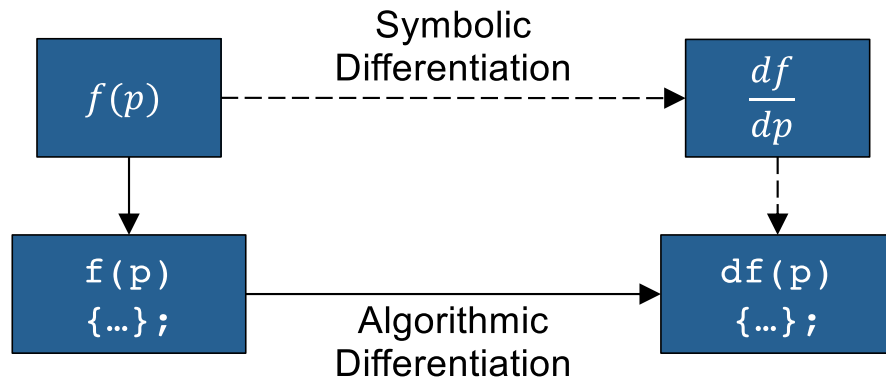 Symbolic
Differentiation
f(p)
df
dp
f(p)
{…};
df(p)
{…};
Algorithmic
Differentiation